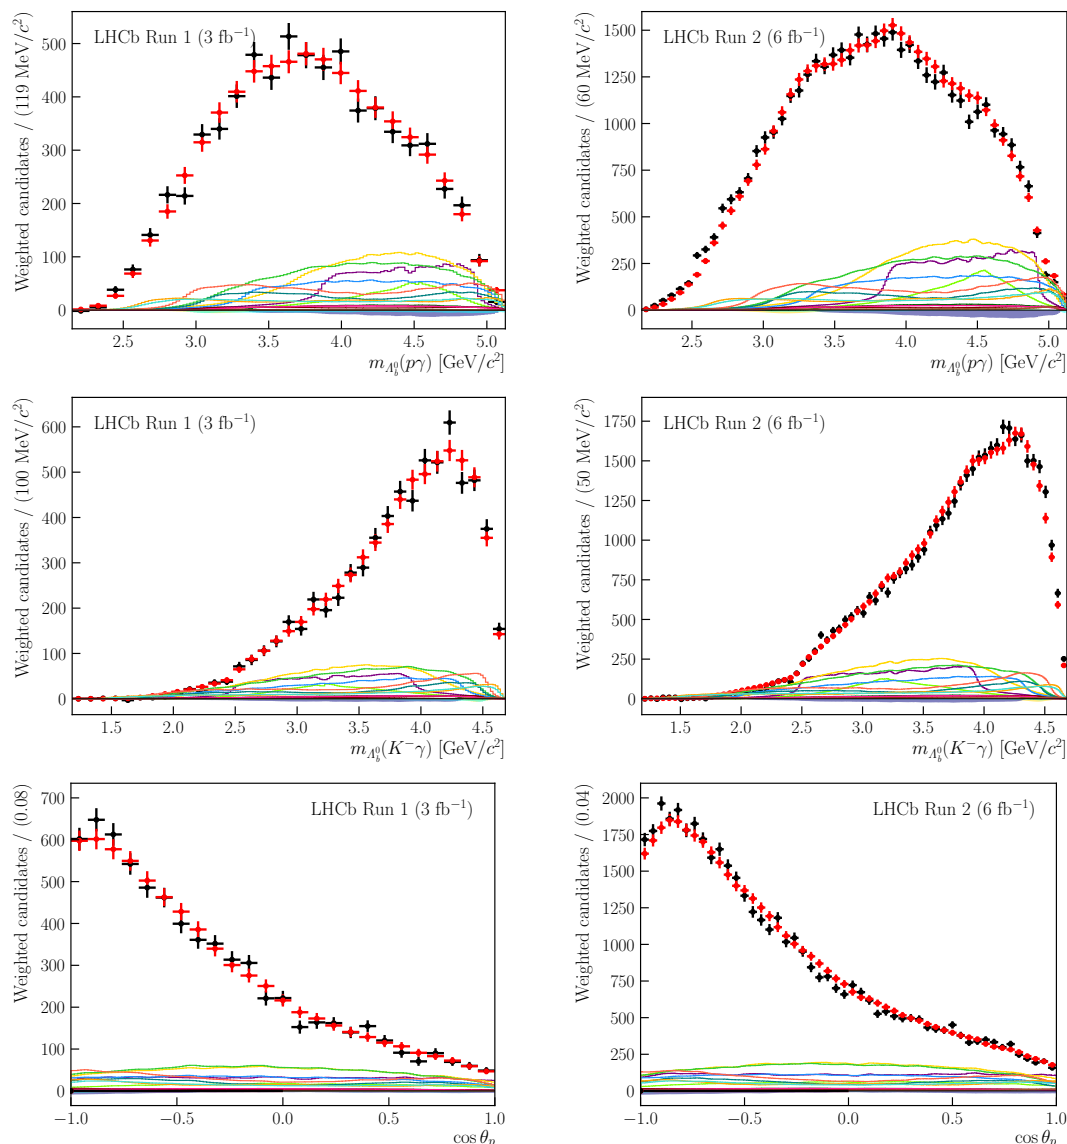 LHCb Run 1 (3 fb⁻¹)
Weighted candidates / (119 MeV/c²)
500
400
300
200
100
0
2.5 3.0 3.5 4.0 4.5 5.0
m_{Λ_b^0}(pγ) [GeV/c²]
LHCb Run 2 (6 fb⁻¹)
Weighted candidates / (60 MeV/c²)
1500
1250
1000
750
500
250
0
2.5 3.0 3.5 4.0 4.5 5.0
m_{Λ_b^0}(pγ) [GeV/c²]
LHCb Run 1 (3 fb⁻¹)
Weighted candidates / (100 MeV/c²)
600
500
400
300
200
100
0
1.5 2.0 2.5 3.0 3.5 4.0 4.5
m_{Λ_b^0}(K⁻γ) [GeV/c²]
LHCb Run 2 (6 fb⁻¹)
Weighted candidates / (50 MeV/c²)
1750
1500
1250
1000
750
500
250
0
1.5 2.0 2.5 3.0 3.5 4.0 4.5
m_{Λ_b^0}(K⁻γ) [GeV/c²]
LHCb Run 1 (3 fb⁻¹)
Weighted candidates / (0.08)
700
600
500
400
300
200
100
0
−1.0 −0.5 0.0 0.5 1.0
cos θ_p
LHCb Run 2 (6 fb⁻¹)
Weighted candidates / (0.04)
2000
1750
1500
1250
1000
750
500
250
0
−1.0 −0.5 0.0 0.5 1.0
cos θ_p